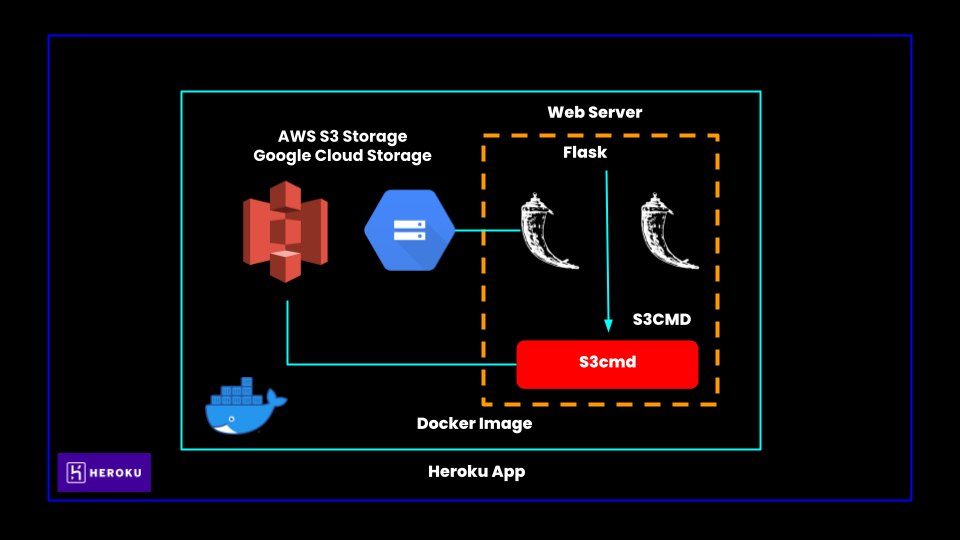 Web Server
AWS S3 Storage
Google Cloud Storage
Flask
S3CMD
S3cmd
Docker Image
Heroku App
HEROKU